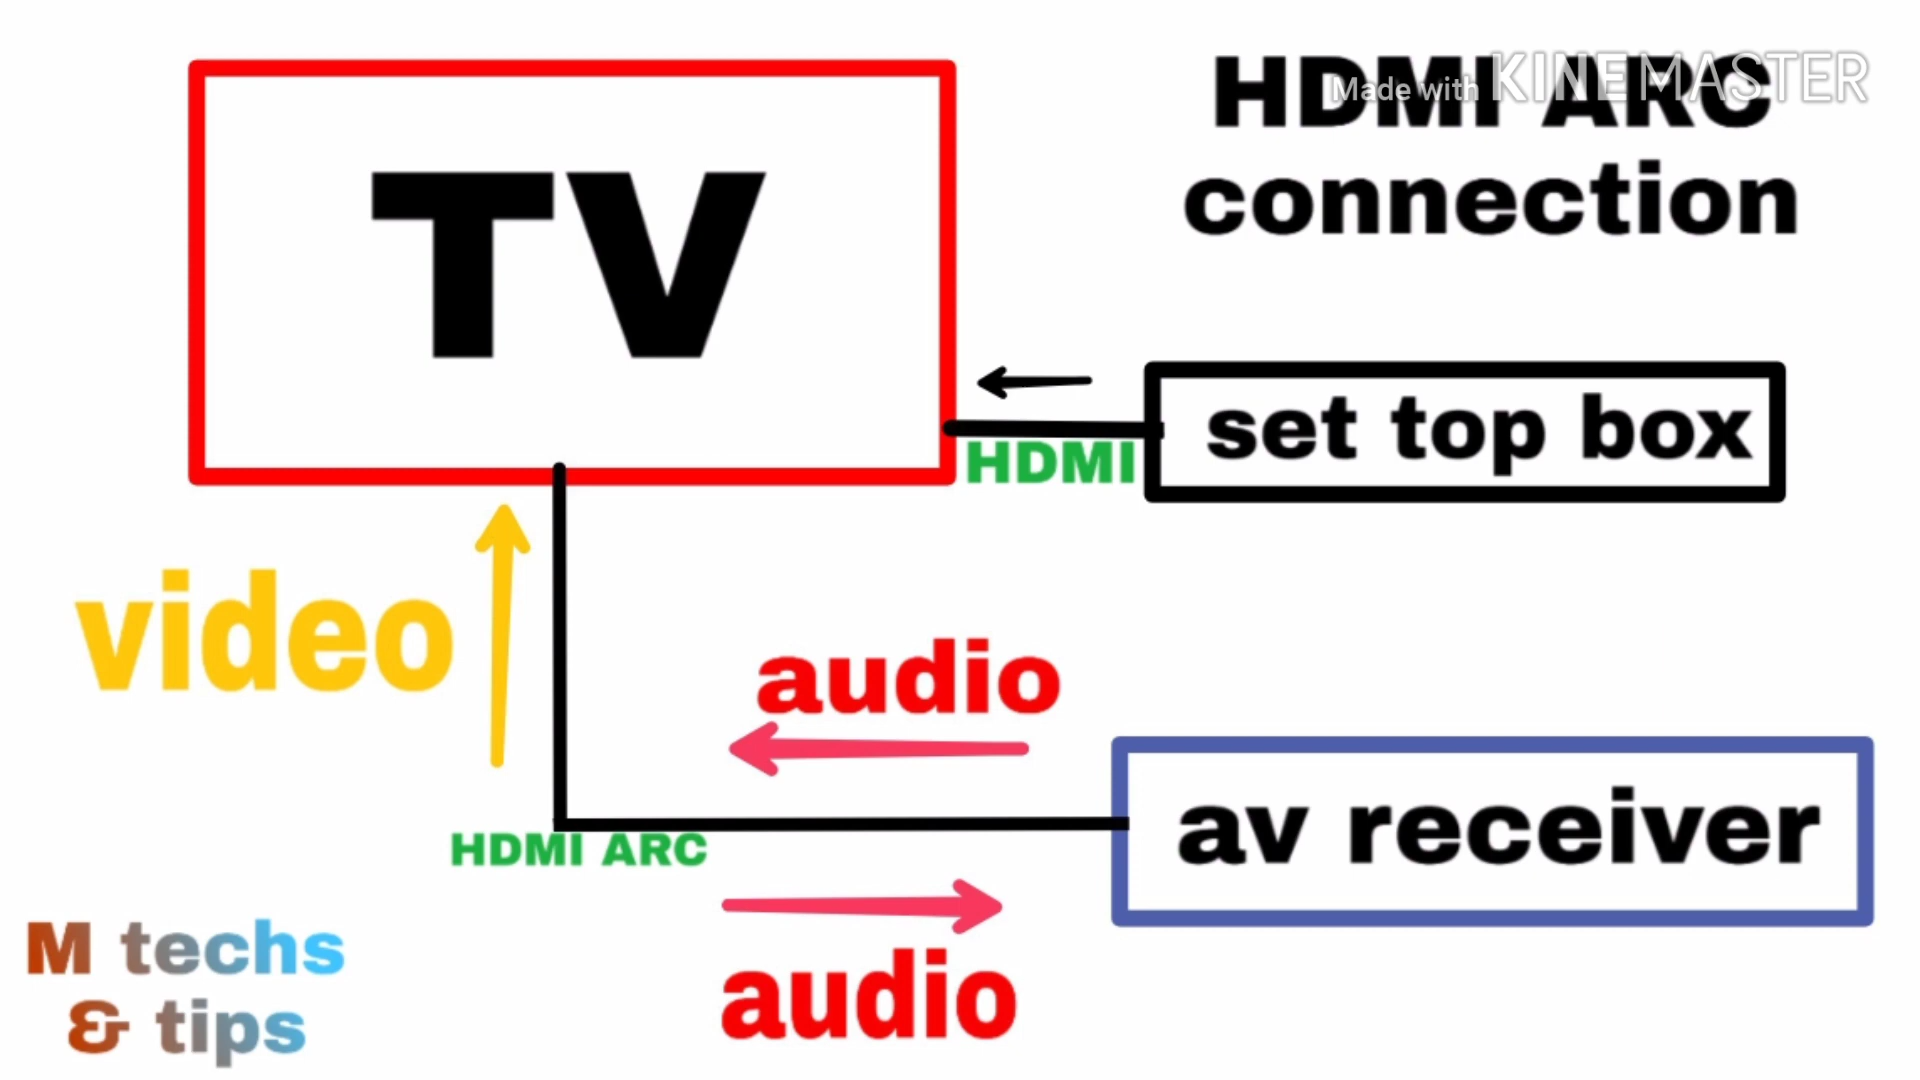 HDMI ARC
Made with KINEMASTER
connection
TV
set top box
HDMI
video
audio
av receiver
HDMI ARC
audio
M techs
& tips